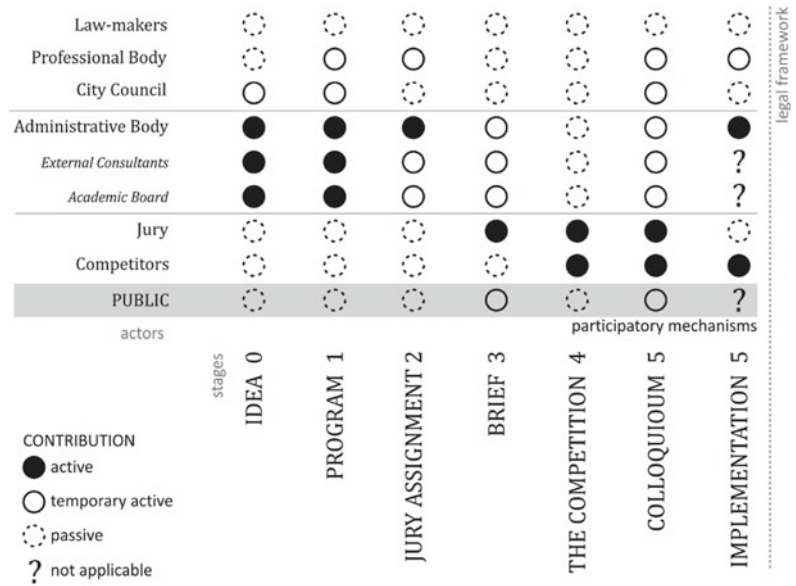 Law-makers
Professional Body
City Council
Administrative Body
External Consultants
?
Academic Board
?
Jury
Competitors
PUBLIC
?
legal framework
actors
participatory mechanisms
stages
IDEA 0
PROGRAM 1
JURY ASSIGNMENT 2
BRIEF 3
THE COMPETITION 4
COLLOQUIOUM 5
IMPLEMENTATION 5
CONTRIBUTION
active
temporary active
passive
? not applicable